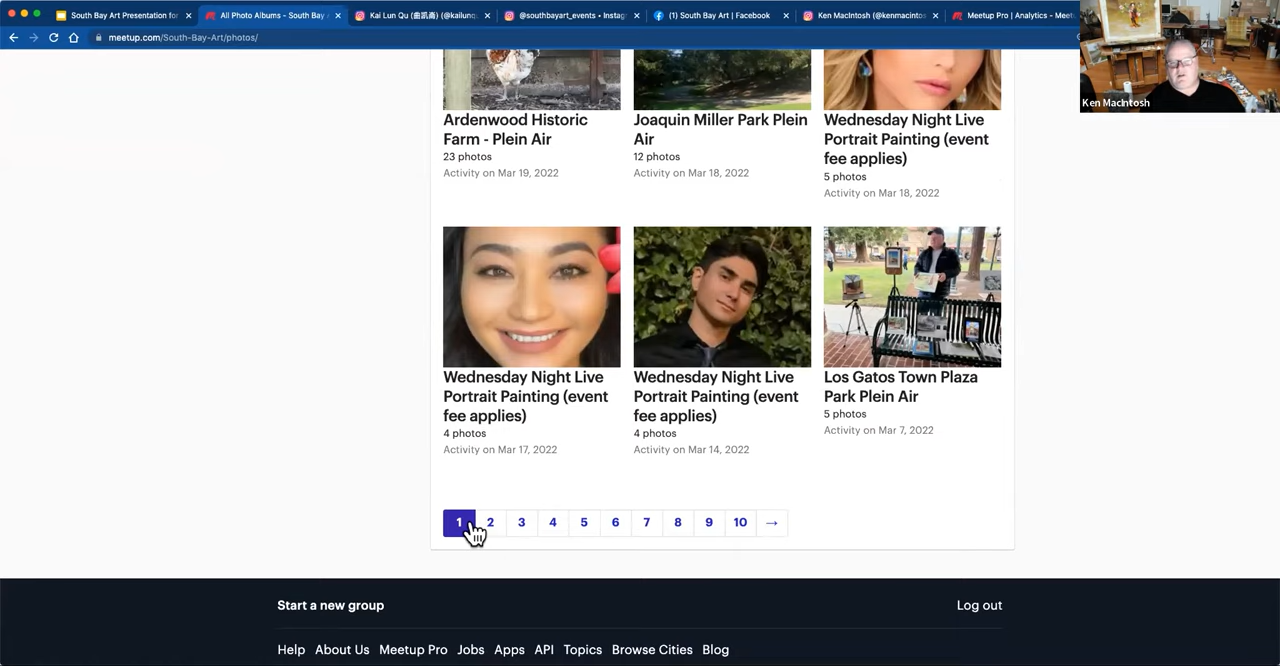 South Bay Art Presentation for
All Photo Albums - South Bay
Kai Lun Qu (曲凯嵛) (@kailunq
@southbayart_events • Instag
(1) South Bay Art | Facebook
Ken MacIntosh (@kenmacintos
Meetup Pro | Analytics - Meet
meetup.com/South-Bay-Art/photos/
Ken MacIntosh
Ardenwood Historic
Farm - Plein Air
23 photos
Activity on Mar 19, 2022
Joaquin Miller Park Plein
Air
12 photos
Activity on Mar 18, 2022
Wednesday Night Live
Portrait Painting (event
fee applies)
5 photos
Activity on Mar 18, 2022
Wednesday Night Live
Portrait Painting (event
fee applies)
4 photos
Activity on Mar 17, 2022
Wednesday Night Live
Portrait Painting (event
fee applies)
4 photos
Activity on Mar 14, 2022
Los Gatos Town Plaza
Park Plein Air
5 photos
Activity on Mar 7, 2022
1 2 3 4 5 6 7 8 9 10 →
Start a new group
Log out
Help About Us Meetup Pro Jobs Apps API Topics Browse Cities Blog